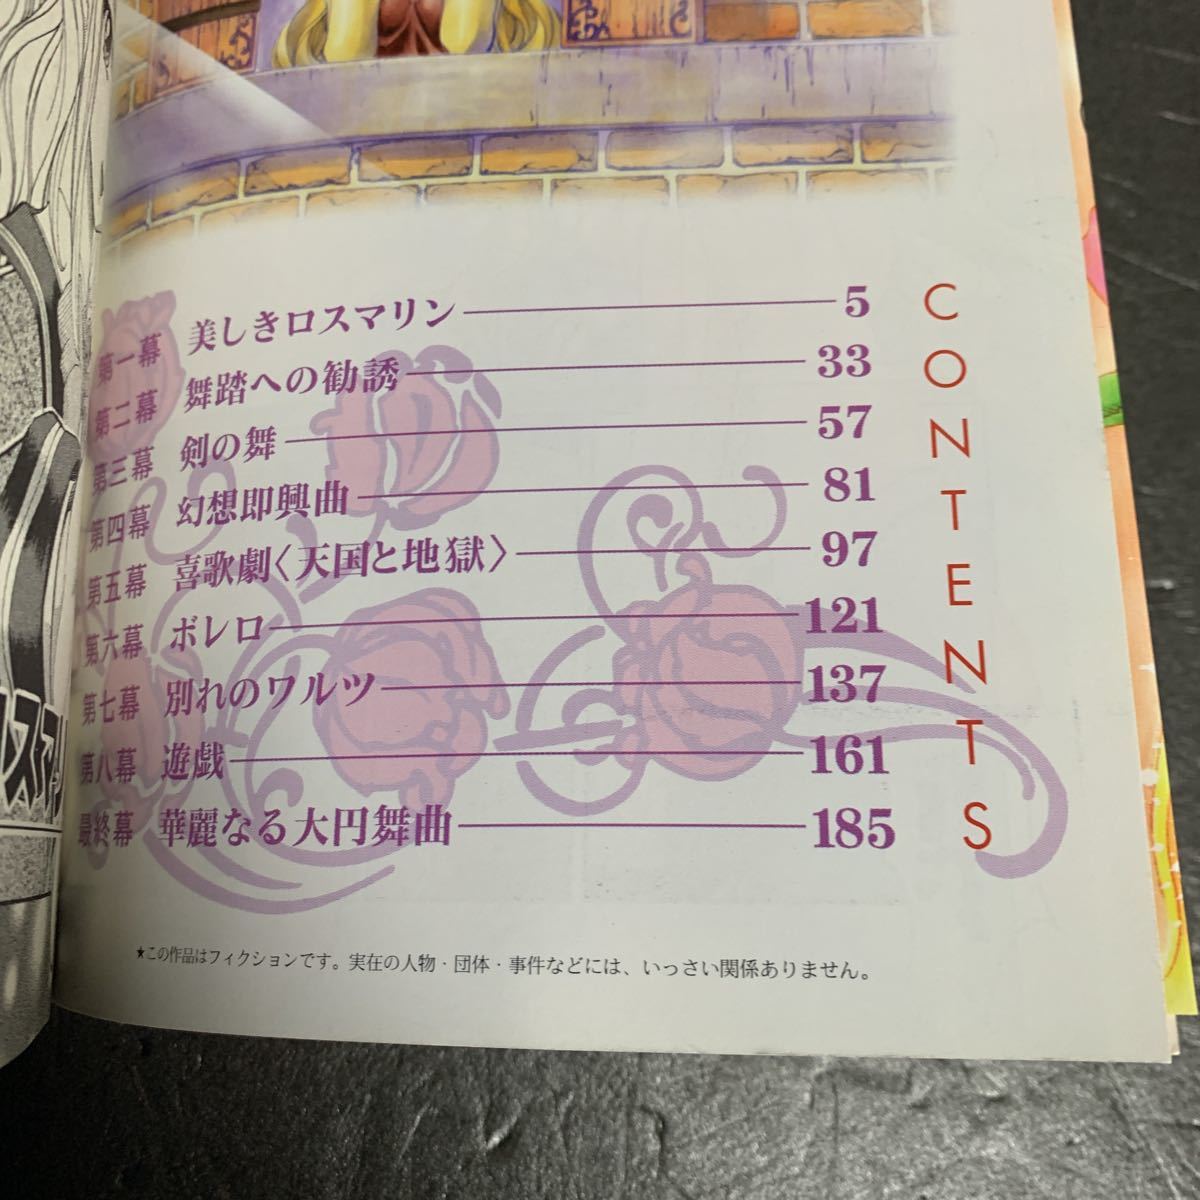 第一幕 美しきロスマリン 5
第二幕 舞踏への勧誘 33
第三幕 剣の舞 57
第四幕 幻想即興曲 81
第五幕 喜歌劇〈天国と地獄〉 97
第六幕 ボレロ 121
第七幕 別れのワルツ 137
第八幕 遊戯 161
最終幕 華麗なる大円舞曲 185
CONTENTS
★この作品はフィクションです。実在の人物・団体・事件などには、いっさい関係ありません。